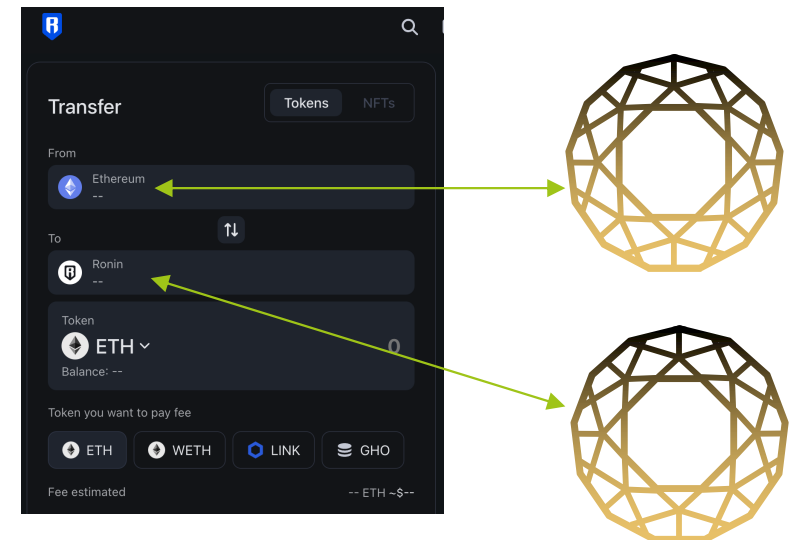 Transfer
Tokens
NFTs
From
Ethereum
--
To
Ronin
--
Token
ETH
0
Balance: --
Token you want to pay fee
ETH
WETH
LINK
GHO
Fee estimated
-- ETH ~$--